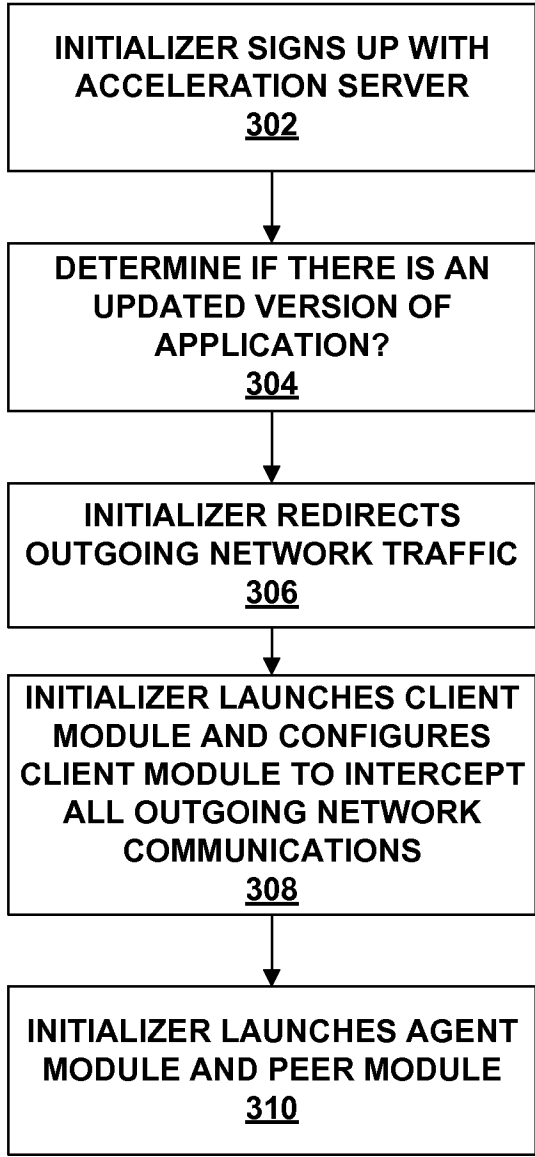 INITIALIZER SIGNS UP WITH
ACCELERATION SERVER
302
DETERMINE IF THERE IS AN
UPDATED VERSION OF
APPLICATION?
304
INITIALIZER REDIRECTS
OUTGOING NETWORK TRAFFIC
306
INITIALIZER LAUNCHES CLIENT
MODULE AND CONFIGURES
CLIENT MODULE TO INTERCEPT
ALL OUTGOING NETWORK
COMMUNICATIONS
308
INITIALIZER LAUNCHES AGENT
MODULE AND PEER MODULE
310